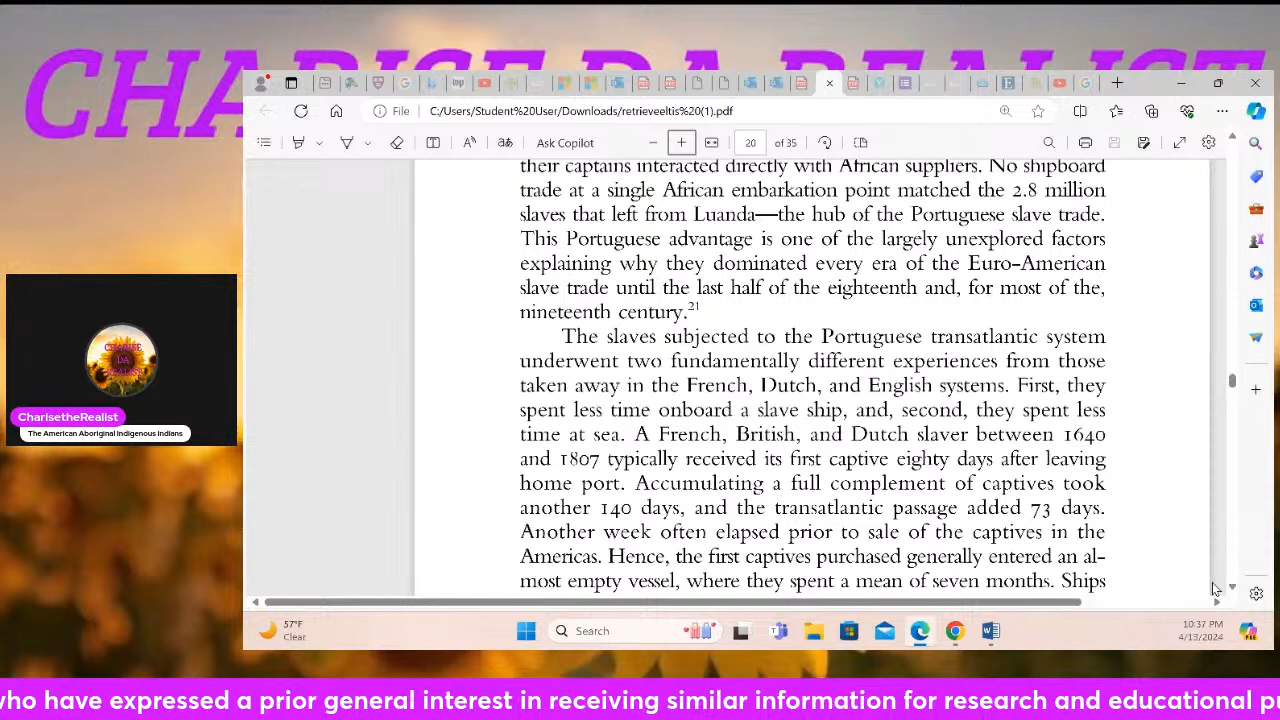 CHARISE DA REALIST
File
C:/Users/Student%20User/Downloads/retrieveeltis%20(1).pdf
Ask Copilot
20
of 35
their captains interacted directly with African suppliers. No shipboard
trade at a single African embarkation point matched the 2.8 million
slaves that left from Luanda—the hub of the Portuguese slave trade.
This Portuguese advantage is one of the largely unexplored factors
explaining why they dominated every era of the Euro-American
slave trade until the last half of the eighteenth and, for most of the,
nineteenth century.21
The slaves subjected to the Portuguese transatlantic system
underwent two fundamentally different experiences from those
taken away in the French, Dutch, and English systems. First, they
spent less time onboard a slave ship, and, second, they spent less
time at sea. A French, British, and Dutch slaver between 1640
and 1807 typically received its first captive eighty days after leaving
home port. Accumulating a full complement of captives took
another 140 days, and the transatlantic passage added 73 days.
Another week often elapsed prior to sale of the captives in the
Americas. Hence, the first captives purchased generally entered an al-
most empty vessel, where they spent a mean of seven months. Ships
CHARISE
DA
REALIST
CharisetheRealist
The American Aboriginal Indigenous Indians
57°F
Clear
Search
10:37 PM
4/13/2024
who have expressed a prior general interest in receiving similar information for research and educational pu